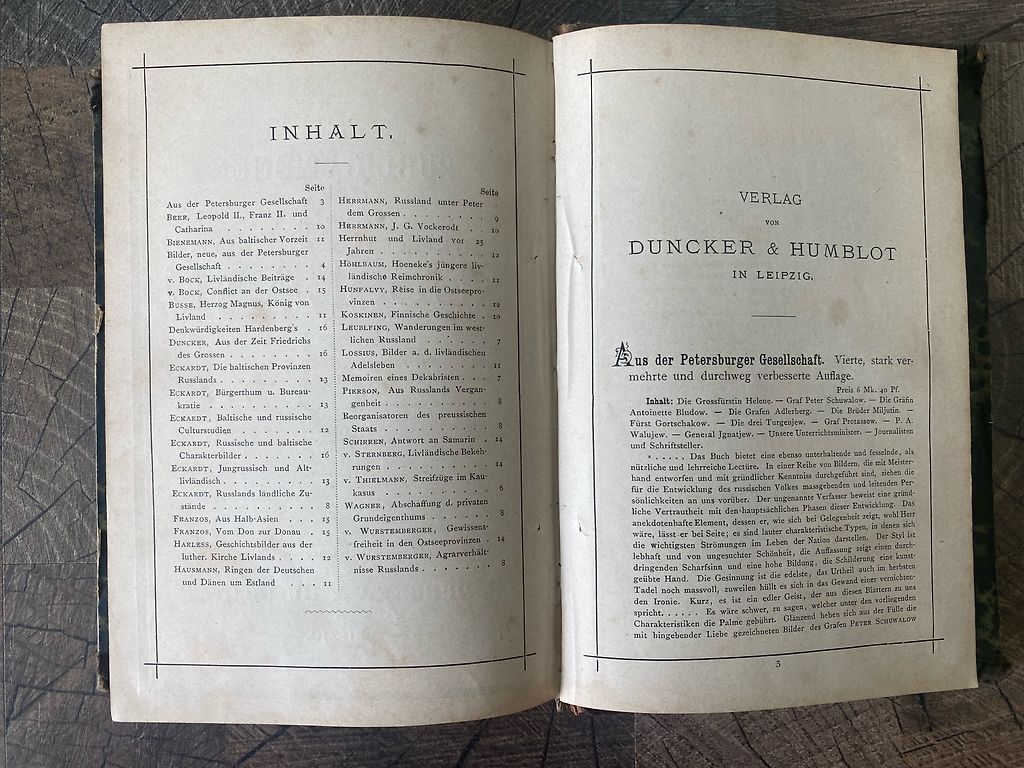 INHALT.
Seite
Aus der Petersburger Gesellschaft 3
BEER, Leopold II., Franz II. und
Catharina . . . . . . . . 10
BIENEMANN, Aus baltischer Vorzeit 11
Bilder, neue, aus der Petersburger
Gesellschaft . . . . . . . 4
v. BOCK, Livländische Beiträge . 14
v. BOCK, Conflict an der Ostsee . 15
BUSSE, Herzog Magnus, König von
Livland . . . . . . . . . 11
Denkwürdigkeiten Hardenberg's . 16
DUNCKER, Aus der Zeit Friedrichs
des Grossen . . . . . . . 16
ECKARDT, Die baltischen Provinzen
Russlands . . . . . . . . 13
ECKARDT, Bürgerthum u. Bureau-
kratie . . . . . . . . . 13
ECKARDT, Baltische und russische
Culturstudien . . . . . . . 12
ECKARDT, Russische und baltische
Charakterbilder . . . . . . 16
ECKARDT, Jungrussisch und Alt-
livländisch . . . . . . . . 13
ECKARDT, Russlands ländliche Zu-
stände . . . . . . . . . 8
FRANZOS, Aus Halb-Asien . . . 15
FRANZOS, Vom Don zur Donau . 15
HARLESS, Geschichtsbilder aus der
luther. Kirche Livlands . . . 12
HAUSMANN, Ringen der Deutschen
und Dänen um Estland . . . 11
Seite
HERRMANN, Russland unter Peter
dem Grossen . . . . . . . 9
HERRMANN, J. G. Vockerodt . . 10
Herrnhut und Livland vor 25
Jahren . . . . . . . . . 12
HÖHLBAUM, Hoeneke's jüngere liv-
ländische Reimchronik . . . 11
HUNFALVY, Reise in die Ostseepro-
vinzen . . . . . . . . . 12
KOSKINEN, Finnische Geschichte . 10
LEUBLFING, Wanderungen im west-
lichen Russland . . . . . . 7
LOSSIUS, Bilder a. d. livländischen
Adelsleben . . . . . . . . 11
Memoiren eines Dekabristen . . 7
PIERSON, Aus Russlands Vergan-
genheit . . . . . . . . . 8
Reorganisatoren des preussischen
Staats . . . . . . . . . 8
SCHIRREN, Antwort an Samarin . 14
v. STERNBERG, Livländische Bekeh-
rungen . . . . . . . . . 14
v. THIELMANN, Streifzüge im Kau-
kasus . . . . . . . . . 6
WAGNER, Abschaffung d. privaten
Grundeigenthums . . . . . 8
v. WURSTEMBERGER, Gewissens-
freiheit in den Ostseeprovinzen . 14
v. WURSTEMBERGER, Agrarverhält-
nisse Russlands . . . . . . . 8
VERLAG
VON
DUNCKER & HUMBLOT
IN LEIPZIG.
Aus der Petersburger Gesellschaft. Vierte, stark ver-
mehrte und durchweg verbesserte Auflage.
Preis 6 Mk. 40 Pf.
Inhalt: Die Grossfürstin Helene. — Graf Peter Schuwalow. — Die Gräfin
Antoinette Bludow. — Die Grafen Adlerberg. — Die Brüder Miljutin. —
Fürst Gortschakow. — Die drei Turgenjew. — Graf Protassow. — P. A.
Walujew. — General Jgnatjew. — Unsere Unterrichtsminister. — Journalisten
und Schriftsteller.
„ . . . . . Das Buch bietet eine ebenso unterhaltende und fesselnde, als
nützliche und lehrreiche Lectüre. In einer Reihe von Bildern, die mit Meister-
hand entworfen und mit gründlicher Kenntniss durchgeführt sind, ziehen die
für die Entwicklung des russischen Volkes massgebenden und leitenden Per-
sönlichkeiten an uns vorüber. Der ungenannte Verfasser beweist eine gründ-
liche Vertrautheit mit den hauptsächlichen Phasen dieser Entwicklung. Das
anekdotenhafte Element, dessen er, wie sich bei Gelegenheit zeigt, wohl Herr
wäre, lässt er bei Seite; es sind lauter charakteristische Typen, in denen sich
die wichtigsten Strömungen im Leben der Nation darstellen. Der Styl ist
lebhaft und von ungesuchter Schönheit, die Auffassung zeigt einen durch-
dringenden Scharfsinn und eine hohe Bildung, die Schilderung eine kunst-
geübte Hand. Die Gesinnung ist die edelste, das Urtheil auch im herbsten
Tadel noch massvoll, zuweilen hüllt es sich in das Gewand einer vernichten-
den Ironie. Kurz, es ist ein edler Geist, der aus diesen Blättern zu uns
spricht. . . . . . Es wäre schwer, zu sagen, welcher unter den vorliegenden
Charakteristiken die Palme gebührt. Glänzend heben sich aus der Fülle die
mit hingebender Liebe gezeichneten Bilder des Grafen PETER SCHUWALOW
3